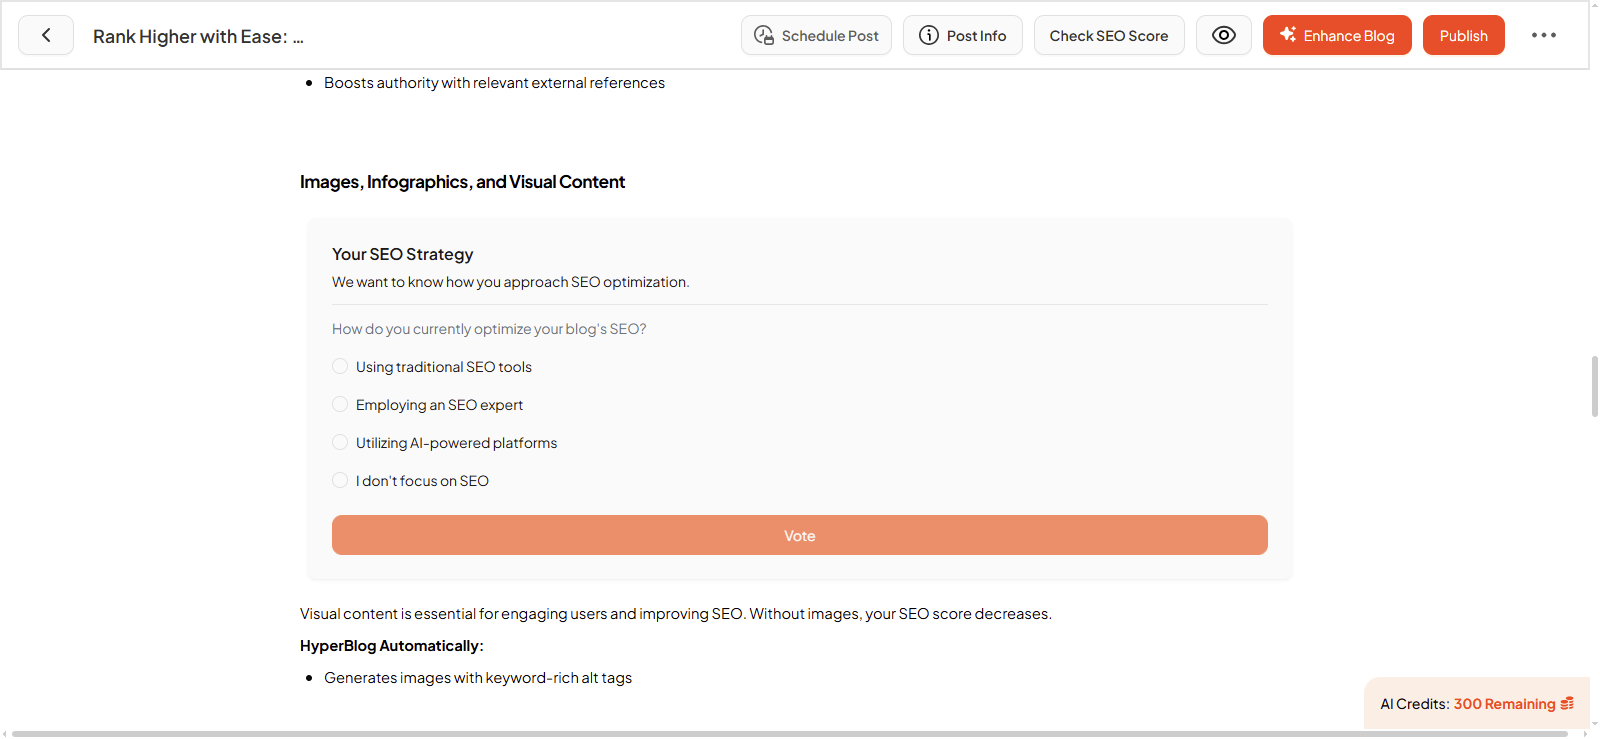 Rank Higher with Ease: ...
Schedule Post
Post Info
Check SEO Score
Enhance Blog
Publish
Boosts authority with relevant external references
Images, Infographics, and Visual Content
Your SEO Strategy
We want to know how you approach SEO optimization.
How do you currently optimize your blog's SEO?
Using traditional SEO tools
Employing an SEO expert
Utilizing AI-powered platforms
I don't focus on SEO
Vote
Visual content is essential for engaging users and improving SEO. Without images, your SEO score decreases.
HyperBlog Automatically:
Generates images with keyword-rich alt tags
AI Credits: 300 Remaining